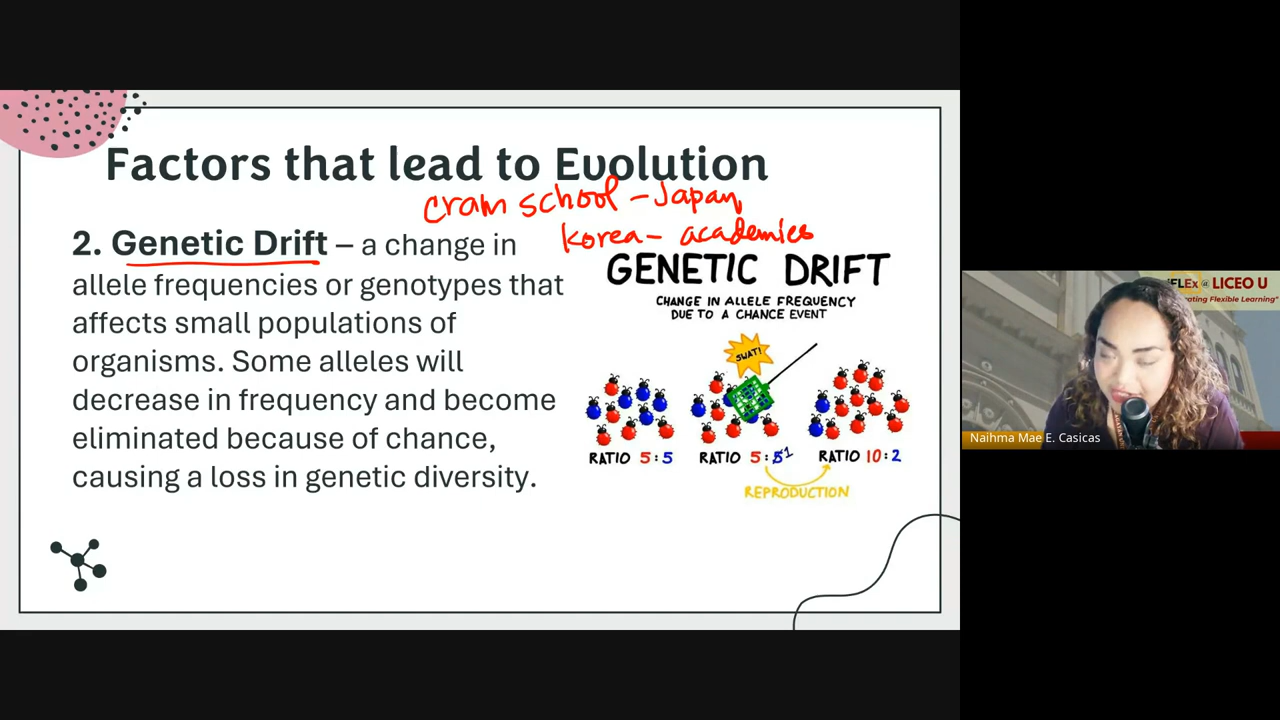 Factors that lead to Evolution
cram school - Japan
Korea - academies
2. Genetic Drift – a change in
allele frequencies or genotypes that
affects small populations of
organisms. Some alleles will
decrease in frequency and become
eliminated because of chance,
causing a loss in genetic diversity.
GENETIC DRIFT
CHANGE IN ALLELE FREQUENCY
DUE TO A CHANCE EVENT
SWAT!
RATIO 5:5
RATIO 5:5 1
RATIO 10:2
REPRODUCTION
LICEO U
Flexible Learning"
Naihma Mae E. Casicas